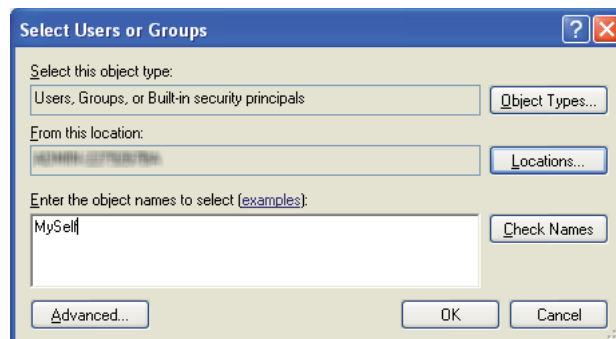 Select Users or Groups
Select this object type:
Users, Groups, or Built-in security principals
Object Types...
From this location:
Locations...
Enter the object names to select (examples):
MySelf
Check Names
Advanced...
OK
Cancel